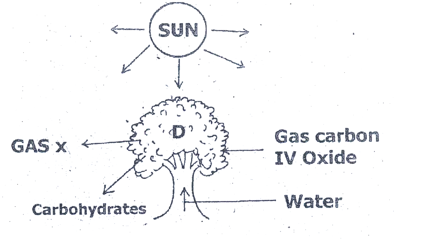 SUN
D
GAS x
Gas carbon
IV Oxide
Carbohydrates
Water